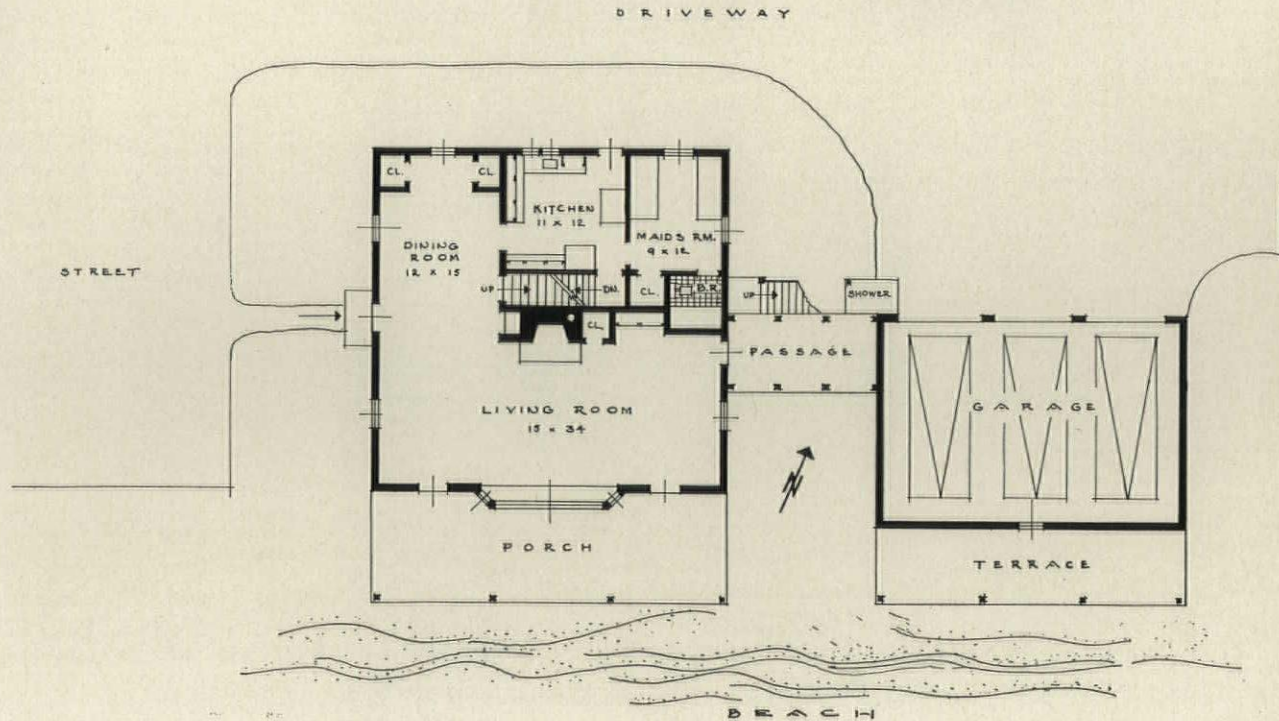 DRIVEWAY
CL.
CL.
KITCHEN
11 x 12
MAIDS RM.
9 x 12
DINING
ROOM
12 x 15
STREET
UP
DN.
CL.
B.R.
UP
SHOWER
CL.
PASSAGE
LIVING ROOM
15 x 34
GARAGE
N
PORCH
TERRACE
BEACH